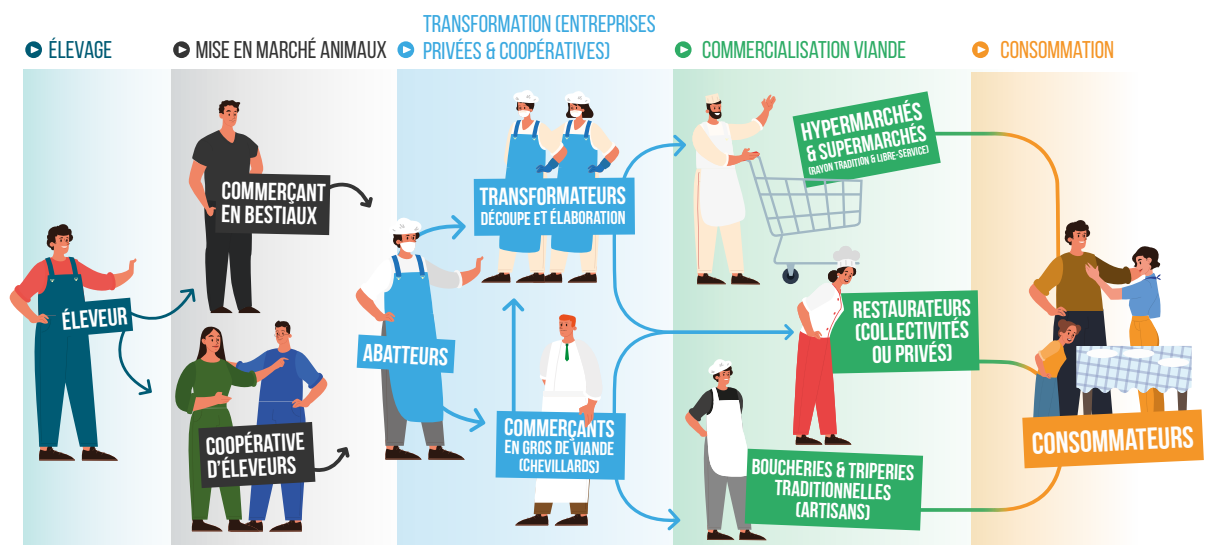 ÉLEVAGE
MISE EN MARCHÉ ANIMAUX
TRANSFORMATION (ENTREPRISES
PRIVÉES & COOPÉRATIVES)
COMMERCIALISATION VIANDE
CONSOMMATION
ÉLEVEUR
COMMERÇANT
EN BESTIAUX
COOPÉRATIVE
D'ÉLEVEURS
ABATTEURS
TRANSFORMATEURS
DÉCOUPE ET ÉLABORATION
COMMERÇANTS
EN GROS DE VIANDE
(CHEVILLARDS)
HYPERMARCHÉS
& SUPERMARCHÉS
(RAYON TRADITION & LIBRE-SERVICE)
RESTAURATEURS
(COLLECTIVITÉS
OU PRIVÉS)
BOUCHERIES & TRIPERIES
TRADITIONNELLES
(ARTISANS)
CONSOMMATEURS